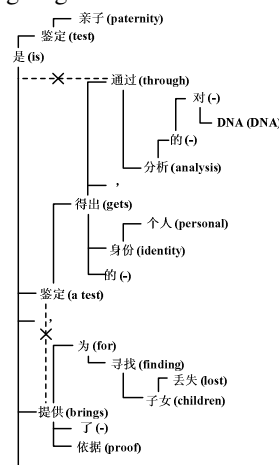 亲子 (paternity)
鉴定 (test)
是 (is)
通过 (through)
对 (-)
DNA (DNA)
的 (-)
分析 (analysis)
，
得出 (gets)
个人 (personal)
身份 (identity)
的 (-)
鉴定 (a test)
，
为 (for)
寻找 (finding)
丢失 (lost)
子女 (children)
提供 (brings)
了 (-)
依据 (proof)